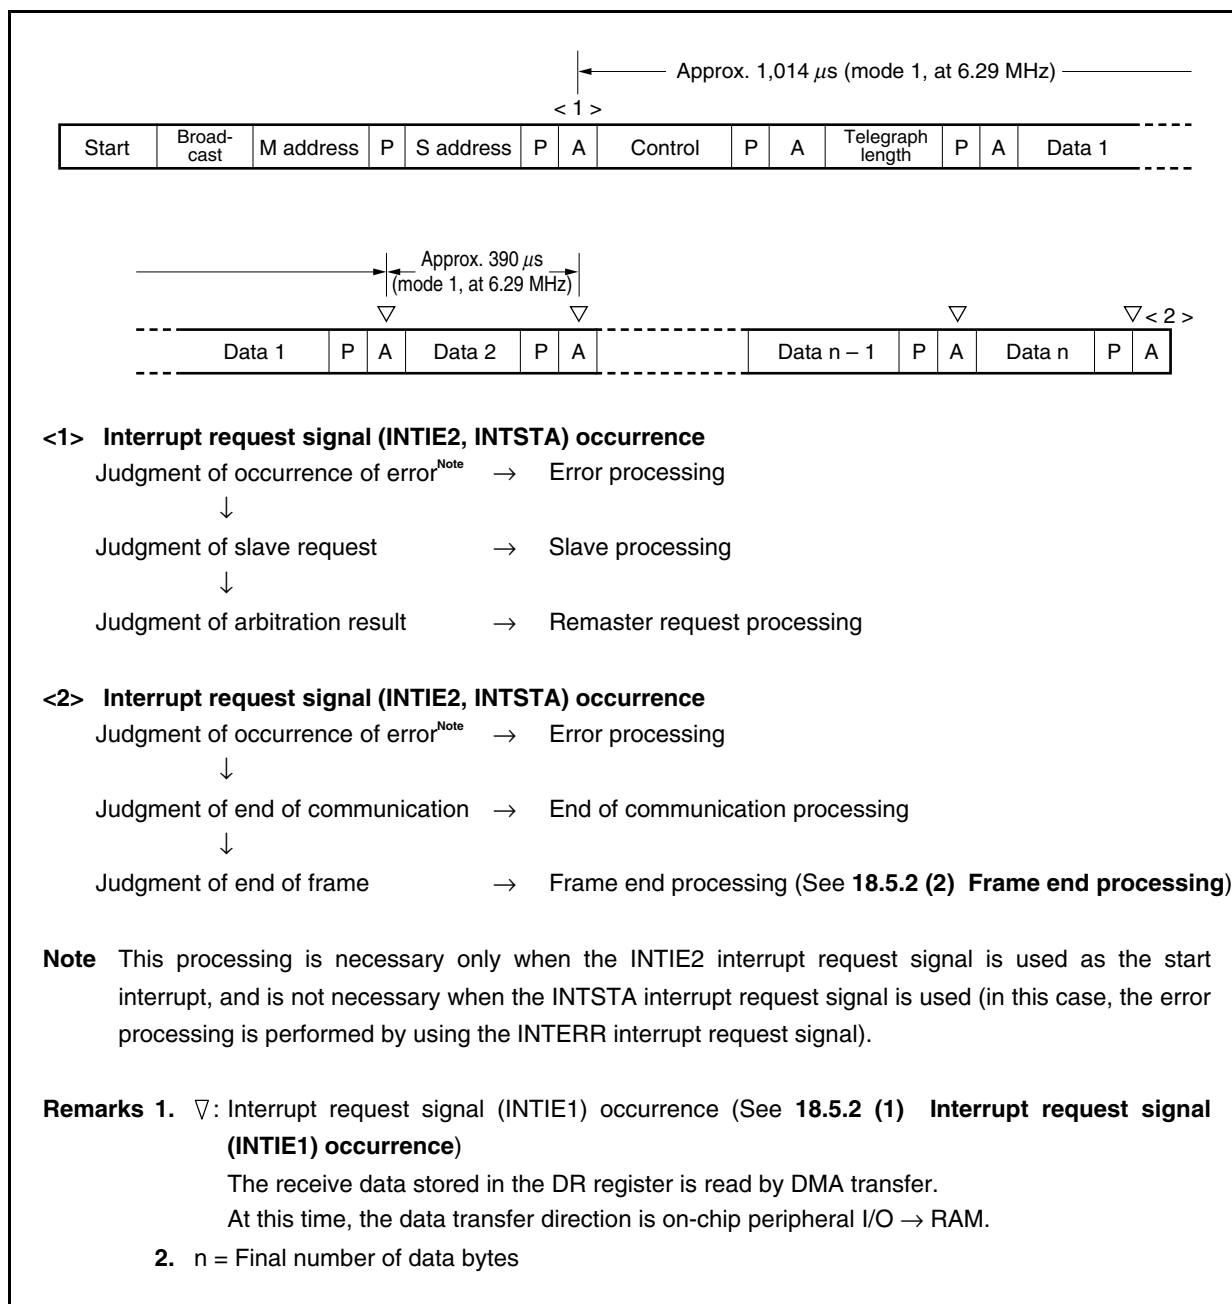 Approx. 1,014 μs (mode 1, at 6.29 MHz)
< 1 >
Start Broad-cast M address P S address P A Control P A Telegraph length P A Data 1
Approx. 390 μs
(mode 1, at 6.29 MHz)
▽ ▽ ▽ ▽ < 2 >
Data 1 P A Data 2 P A Data n – 1 P A Data n P A
<1> Interrupt request signal (INTIE2, INTSTA) occurrence
Judgment of occurrence of errorNote → Error processing
↓
Judgment of slave request → Slave processing
↓
Judgment of arbitration result → Remaster request processing
<2> Interrupt request signal (INTIE2, INTSTA) occurrence
Judgment of occurrence of errorNote → Error processing
↓
Judgment of end of communication → End of communication processing
↓
Judgment of end of frame → Frame end processing (See 18.5.2 (2) Frame end processing)
Note This processing is necessary only when the INTIE2 interrupt request signal is used as the start
interrupt, and is not necessary when the INTSTA interrupt request signal is used (in this case, the error
processing is performed by using the INTERR interrupt request signal).
Remarks 1. ▽: Interrupt request signal (INTIE1) occurrence (See 18.5.2 (1) Interrupt request signal
(INTIE1) occurrence)
The receive data stored in the DR register is read by DMA transfer.
At this time, the data transfer direction is on-chip peripheral I/O → RAM.
2. n = Final number of data bytes